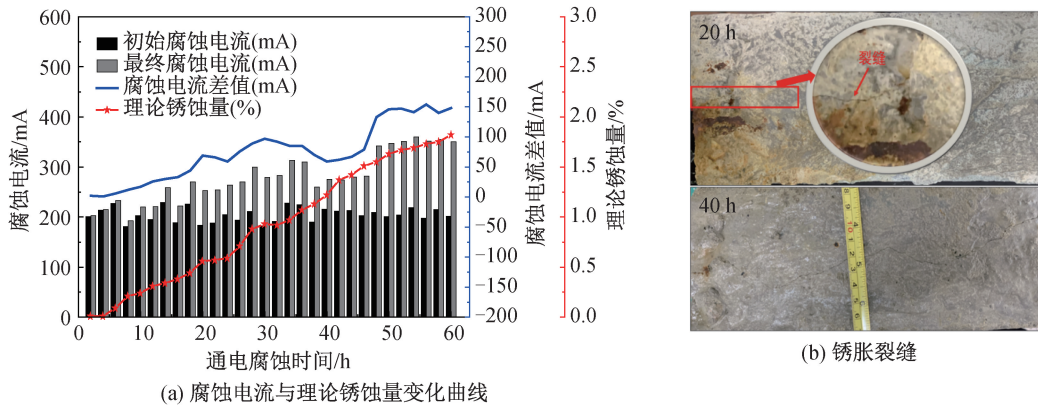 600
500
400
300
200
100
0
腐蚀电流/mA
初始腐蚀电流(mA)
最终腐蚀电流(mA)
腐蚀电流差值(mA)
理论锈蚀量(%)
0 10 20 30 40 50 60
通电腐蚀时间/h
300
250
200
150
100
50
0
−50
−100
−150
−200
腐蚀电流差值/mA
3.0
2.5
2.0
1.5
1.0
0.5
0.0
理论锈蚀量/%
(a) 腐蚀电流与理论锈蚀量变化曲线
20 h
裂缝
40 h
(b) 锈胀裂缝